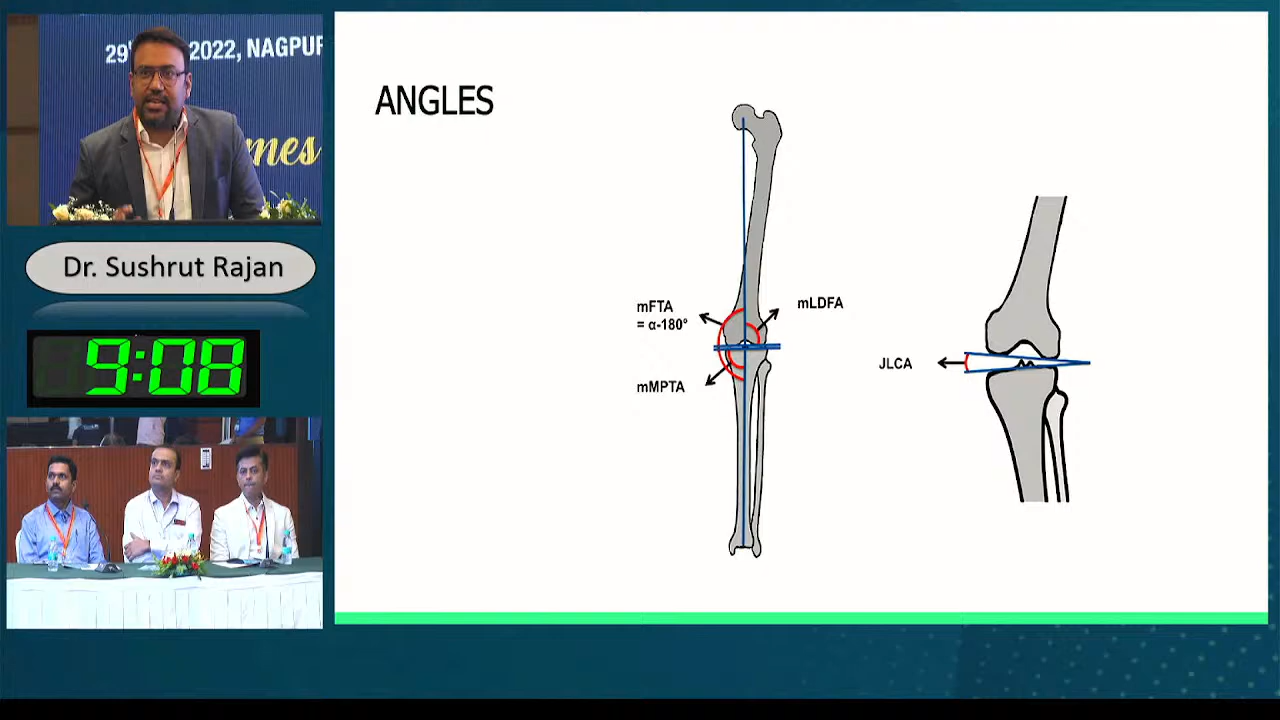 29
2022, NAGPUR
mes
Dr. Sushrut Rajan
9:08
ANGLES
mFTA
= α-180°
mLDFA
mMPTA
JLCA